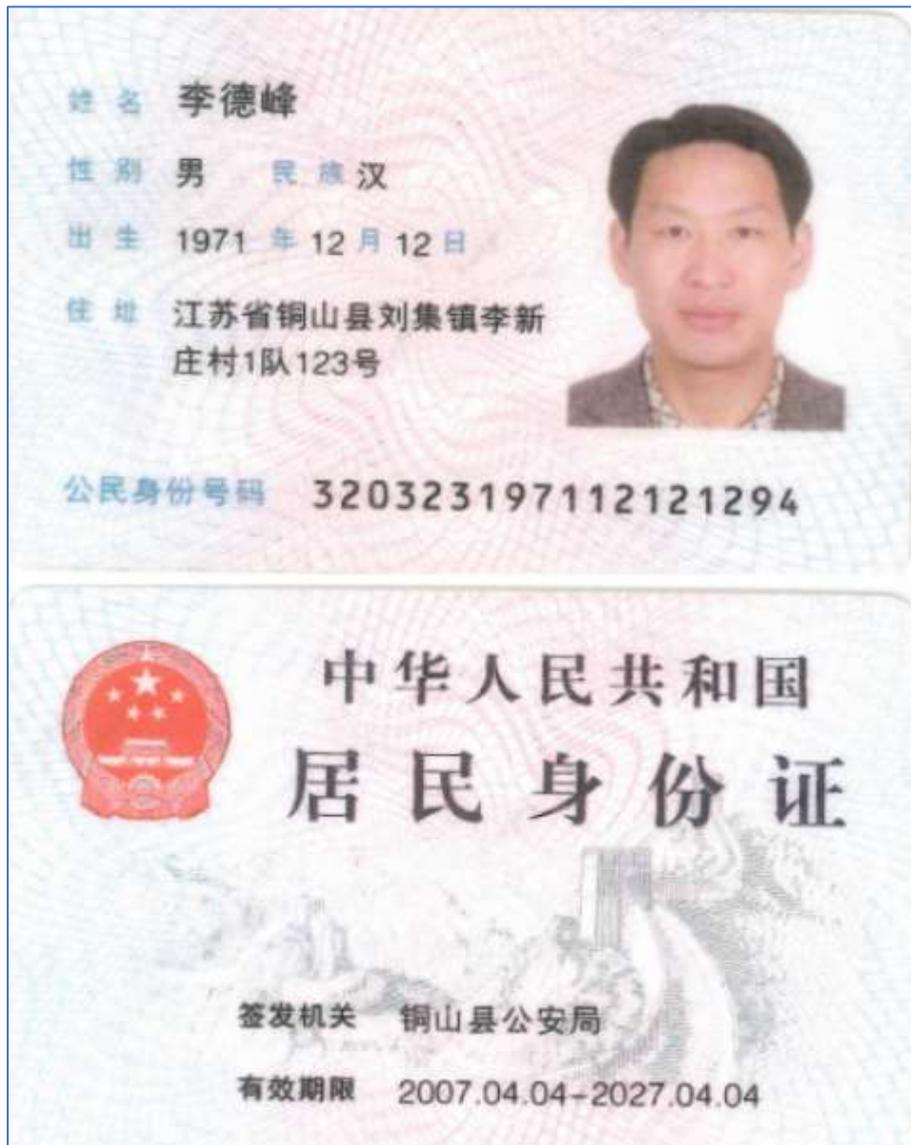 姓名 李德峰
性别 男 民族 汉
出生 1971 年 12 月 12 日
住址 江苏省铜山县刘集镇李新
庄村1队123号
公民身份号码 320323197112121294
中华人民共和国
居民身份证
签发机关 铜山县公安局
有效期限 2007.04.04-2027.04.04